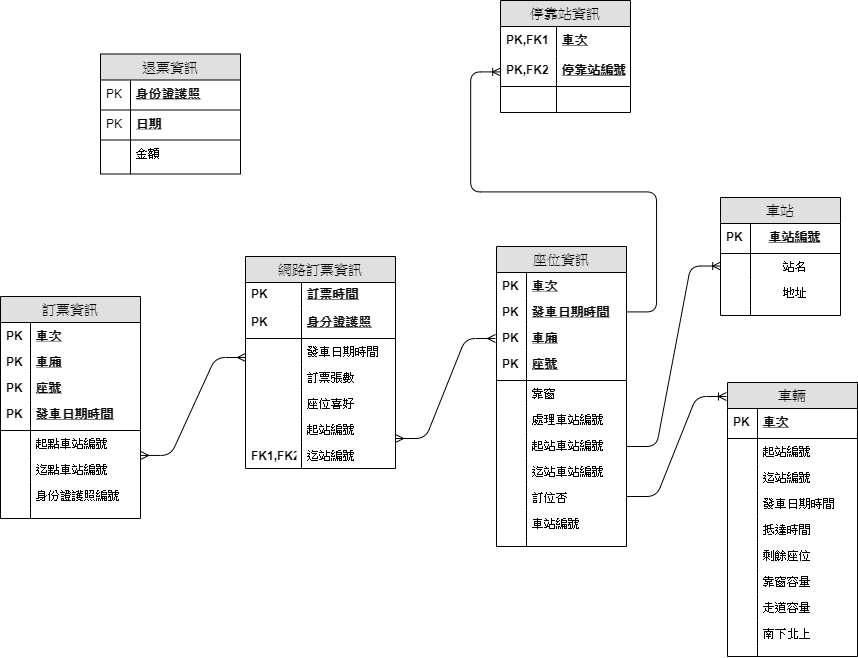 停靠站資訊
PK,FK1 車次
PK,FK2 停靠站編號
退票資訊
PK 身份證護照
PK 日期
金額
車站
PK 車站編號
站名
地址
網路訂票資訊
PK 訂票時間
PK 身分證護照
發車日期時間
訂票張數
座位喜好
起站編號
FK1,FK2 迄站編號
座位資訊
PK 車次
PK 發車日期時間
PK 車廂
PK 座號
靠窗
處理車站編號
起站車站編號
迄站車站編號
訂位否
車站編號
訂票資訊
PK 車次
PK 車廂
PK 座號
PK 發車日期時間
起點車站編號
迄點車站編號
身份證護照編號
車輛
PK 車次
起站編號
迄站編號
發車日期時間
抵達時間
剩餘座位
靠窗容量
走道容量
南下北上